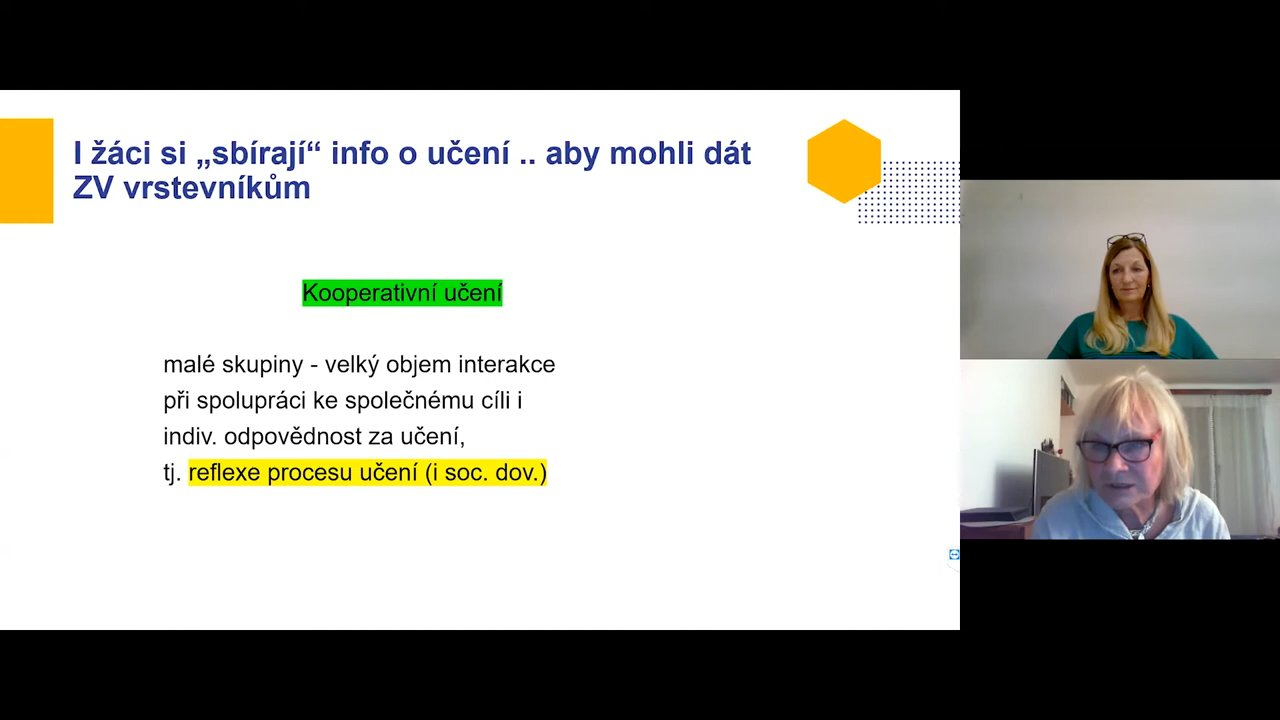 I žáci si „sbírají“ info o učení .. aby mohli dát
ZV vrstevníkům
Kooperativní učení
malé skupiny - velký objem interakce
při spolupráci ke společnému cíli i
indiv. odpovědnost za učení,
tj. reflexe procesu učení (i soc. dov.)